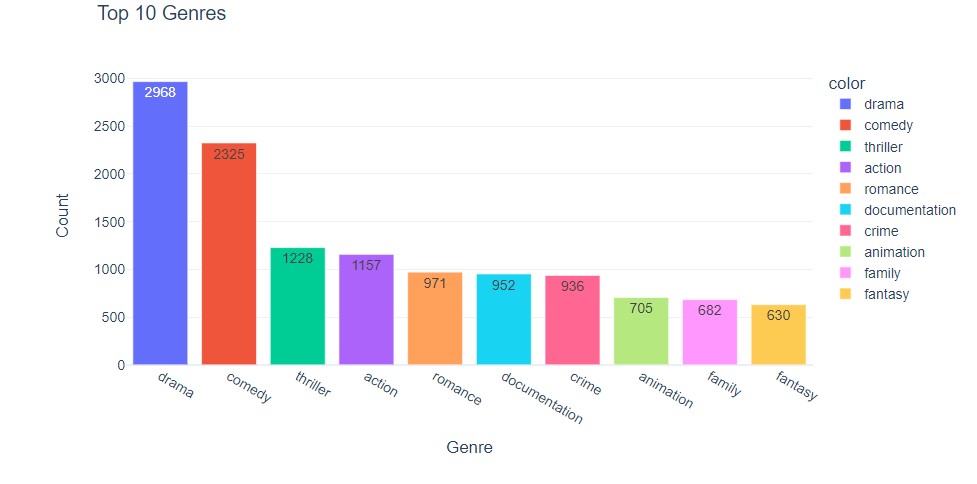 Top 10 Genres
Count
3000
2500
2000
1500
1000
500
0
2968
2325
1228
1157
971
952
936
705
682
630
drama
comedy
thriller
action
romance
documentation
crime
animation
family
fantasy
Genre
color
drama
comedy
thriller
action
romance
documentation
crime
animation
family
fantasy